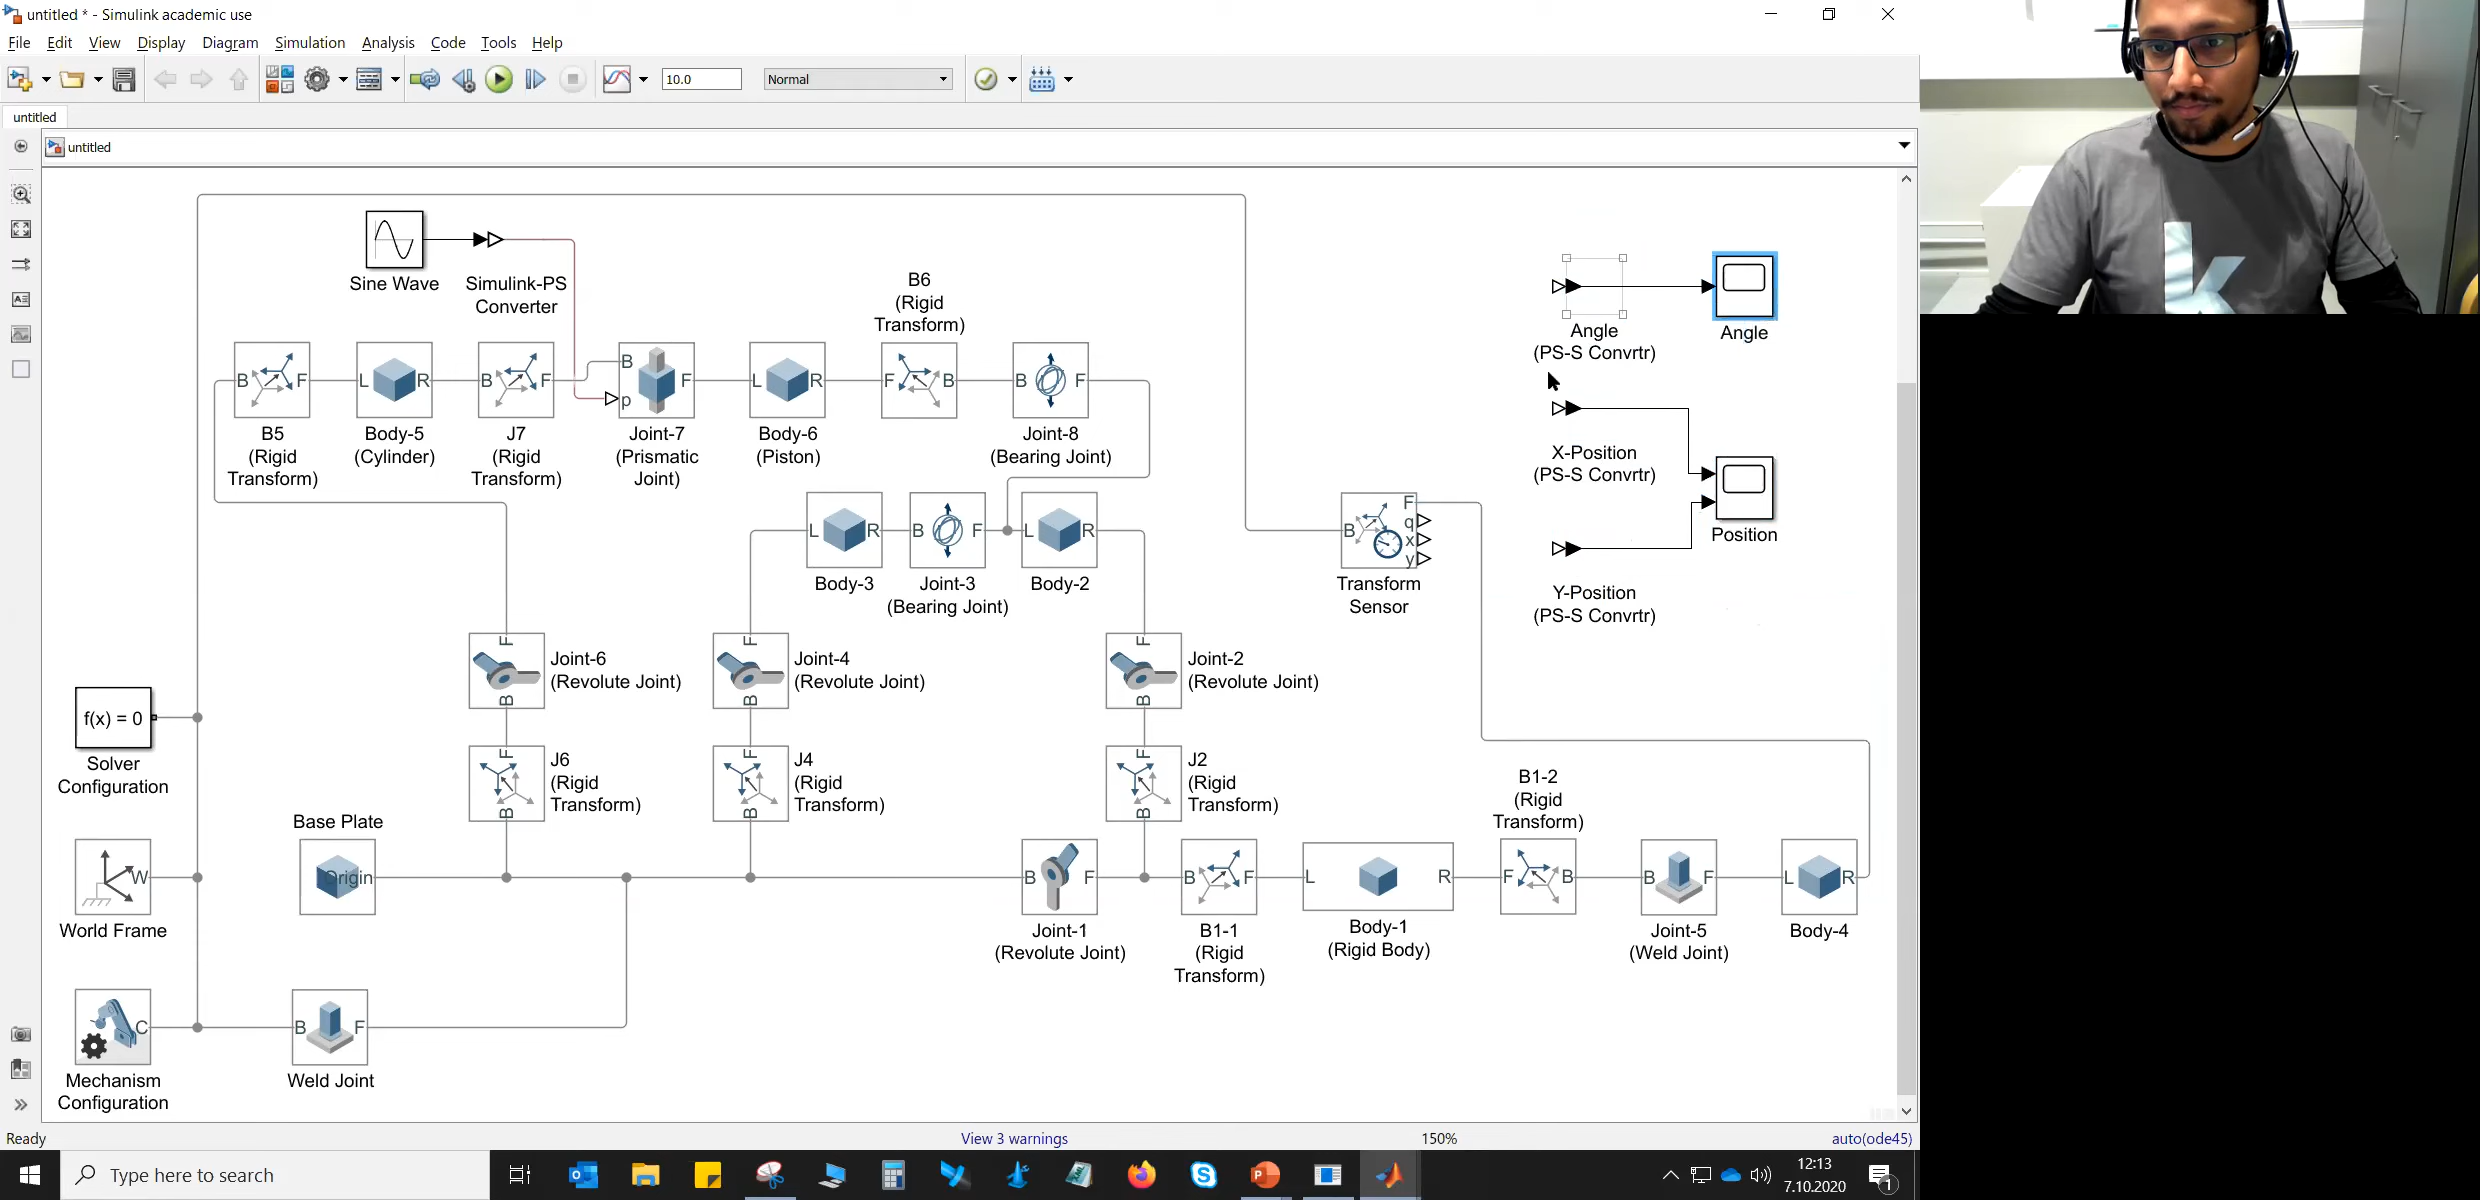 untitled * - Simulink academic use
File Edit View Display Diagram Simulation Analysis Code Tools Help
10.0 Normal
untitled
untitled
Sine Wave
Simulink-PS
Converter
B6
(Rigid
Transform)
Angle
(PS-S Convrtr)
Angle
B F
L R
B F
B F
p
L R
F B
B F
B5
(Rigid
Transform)
Body-5
(Cylinder)
J7
(Rigid
Transform)
Joint-7
(Prismatic
Joint)
Body-6
(Piston)
Joint-8
(Bearing Joint)
X-Position
(PS-S Convrtr)
Position
L R
B F
L R
B F
q
x
y
Body-3
Joint-3
(Bearing Joint)
Body-2
Transform
Sensor
Y-Position
(PS-S Convrtr)
F
B
Joint-6
(Revolute Joint)
F
B
Joint-4
(Revolute Joint)
F
B
Joint-2
(Revolute Joint)
f(x) = 0
Solver
Configuration
F
B
J6
(Rigid
Transform)
F
B
J4
(Rigid
Transform)
F
B
J2
(Rigid
Transform)
B1-2
(Rigid
Transform)
Base Plate
W
World Frame
Origin
B F
Joint-1
(Revolute Joint)
B F
B1-1
(Rigid
Transform)
L R
Body-1
(Rigid Body)
F B
B F
Joint-5
(Weld Joint)
L R
Body-4
C
Mechanism
Configuration
B F
Weld Joint
Ready View 3 warnings 150% auto(ode45)
Type here to search
12:13
7.10.2020
1
k